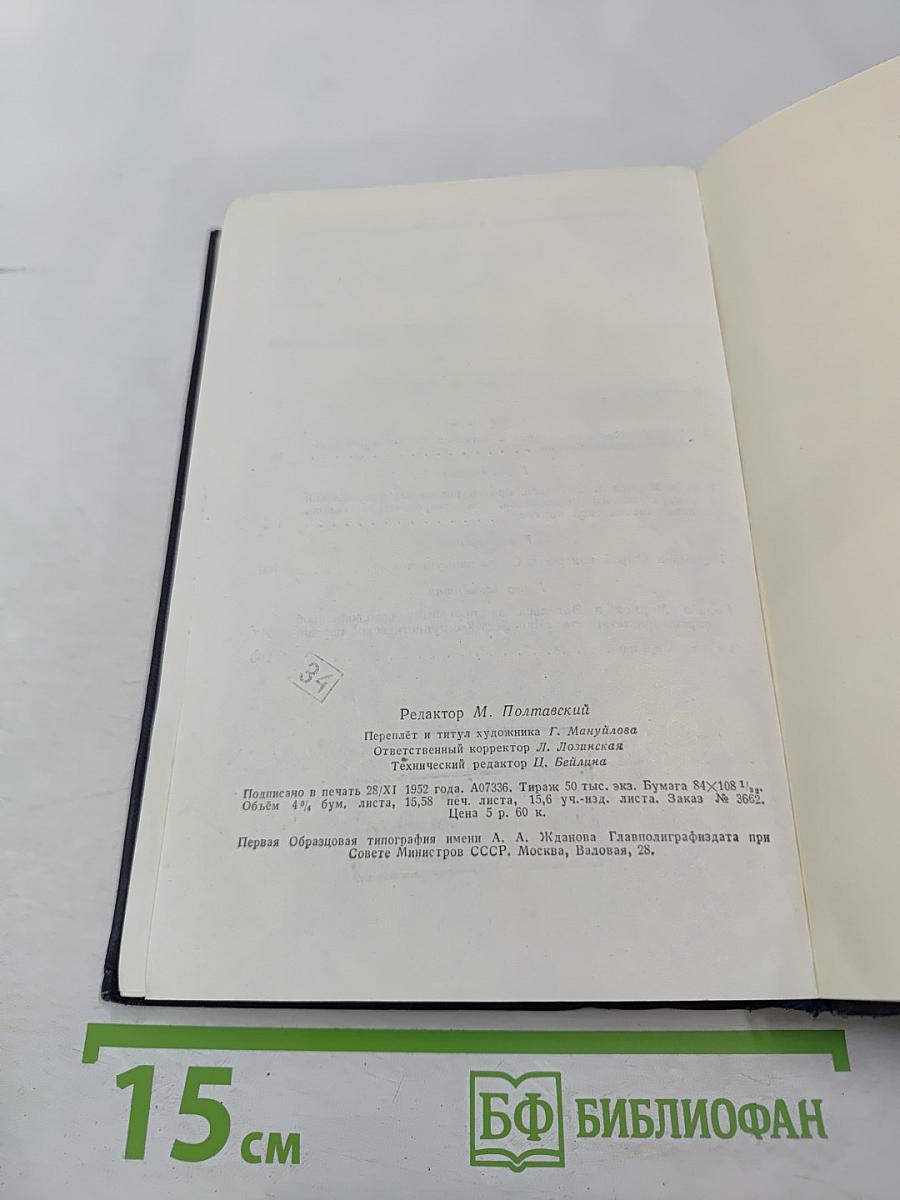 34
Редактор М. Полтавский
Переплёт и титул художника Г. Мануйлова
Ответственный корректор Л. Лозинская
Технический редактор Ц. Бейлина
Подписано в печать 28/XI 1952 года. А07336. Тираж 50 тыс. экз. Бумага 84×108 1/32.
Объём 4 3/4 бум. листа, 15,58 печ. листа, 15,6 уч.-изд. листа. Заказ № 3662.
Цена 5 р. 60 к.
Первая Образцовая типография имени А. А. Жданова Главполиграфиздата при
Совете Министров СССР. Москва, Валовая, 28.
15 см
БФ БИБЛИОФАН